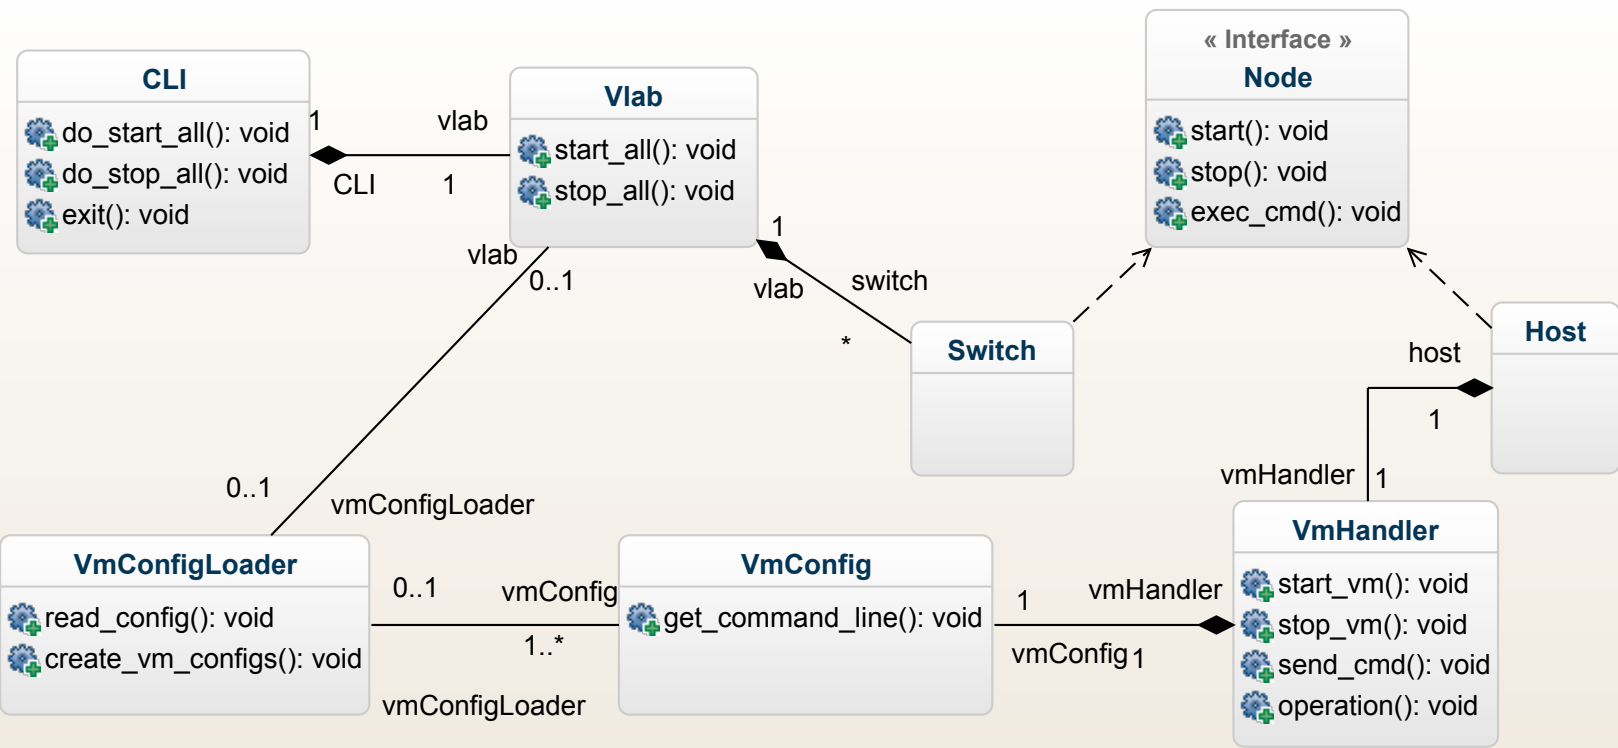 CLI
do_start_all(): void
do_stop_all(): void
exit(): void
1
vlab
CLI
1
Vlab
start_all(): void
stop_all(): void
« Interface »
Node
start(): void
stop(): void
exec_cmd(): void
vlab
0..1
1
vlab
switch
*
Switch
Host
host
1
vmHandler
1
0..1
vmConfigLoader
VmConfigLoader
read_config(): void
create_vm_configs(): void
0..1
vmConfig
1..*
vmConfigLoader
VmConfig
get_command_line(): void
1
vmHandler
vmConfig
1
VmHandler
start_vm(): void
stop_vm(): void
send_cmd(): void
operation(): void